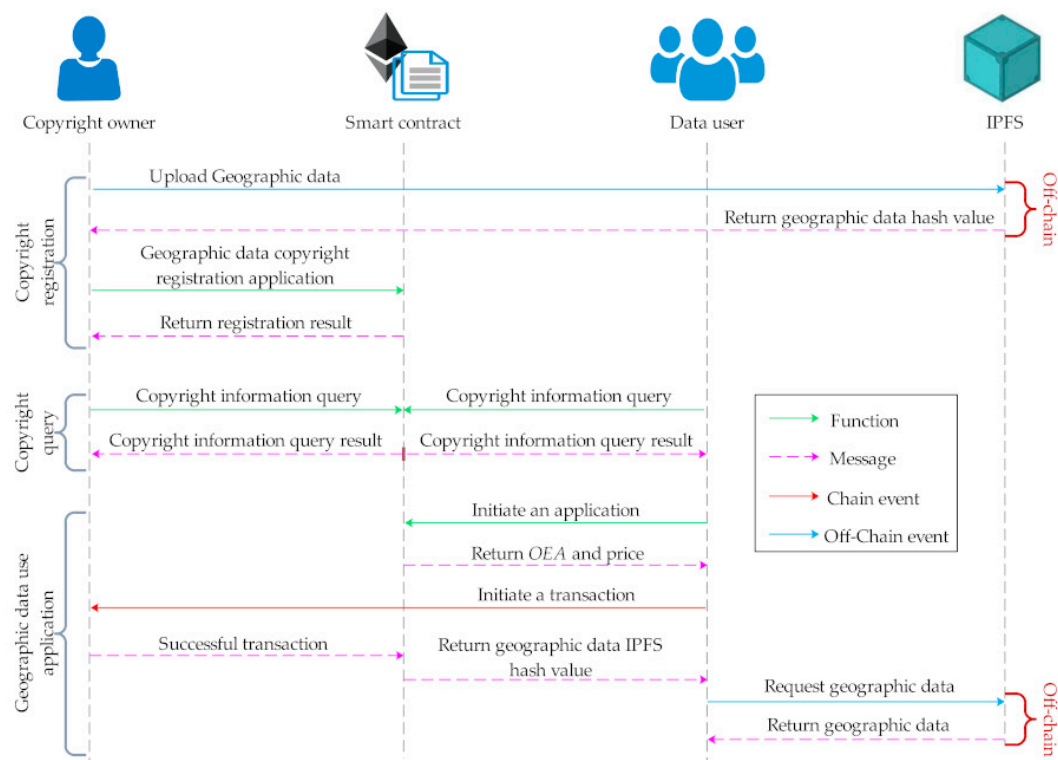 Copyright owner
Smart contract
Data user
IPFS
Copyright
registration
Upload Geographic data
Return geographic data hash value
Off-chain
Geographic data copyright
registration application
Return registration result
Copyright
query
Copyright information query
Copyright information query
Copyright information query result
Copyright information query result
Function
Message
Chain event
Off-Chain event
Geographic data use
application
Initiate an application
Return OEA and price
Initiate a transaction
Successful transaction
Return geographic data IPFS
hash value
Request geographic data
Return geographic data
Off-chain